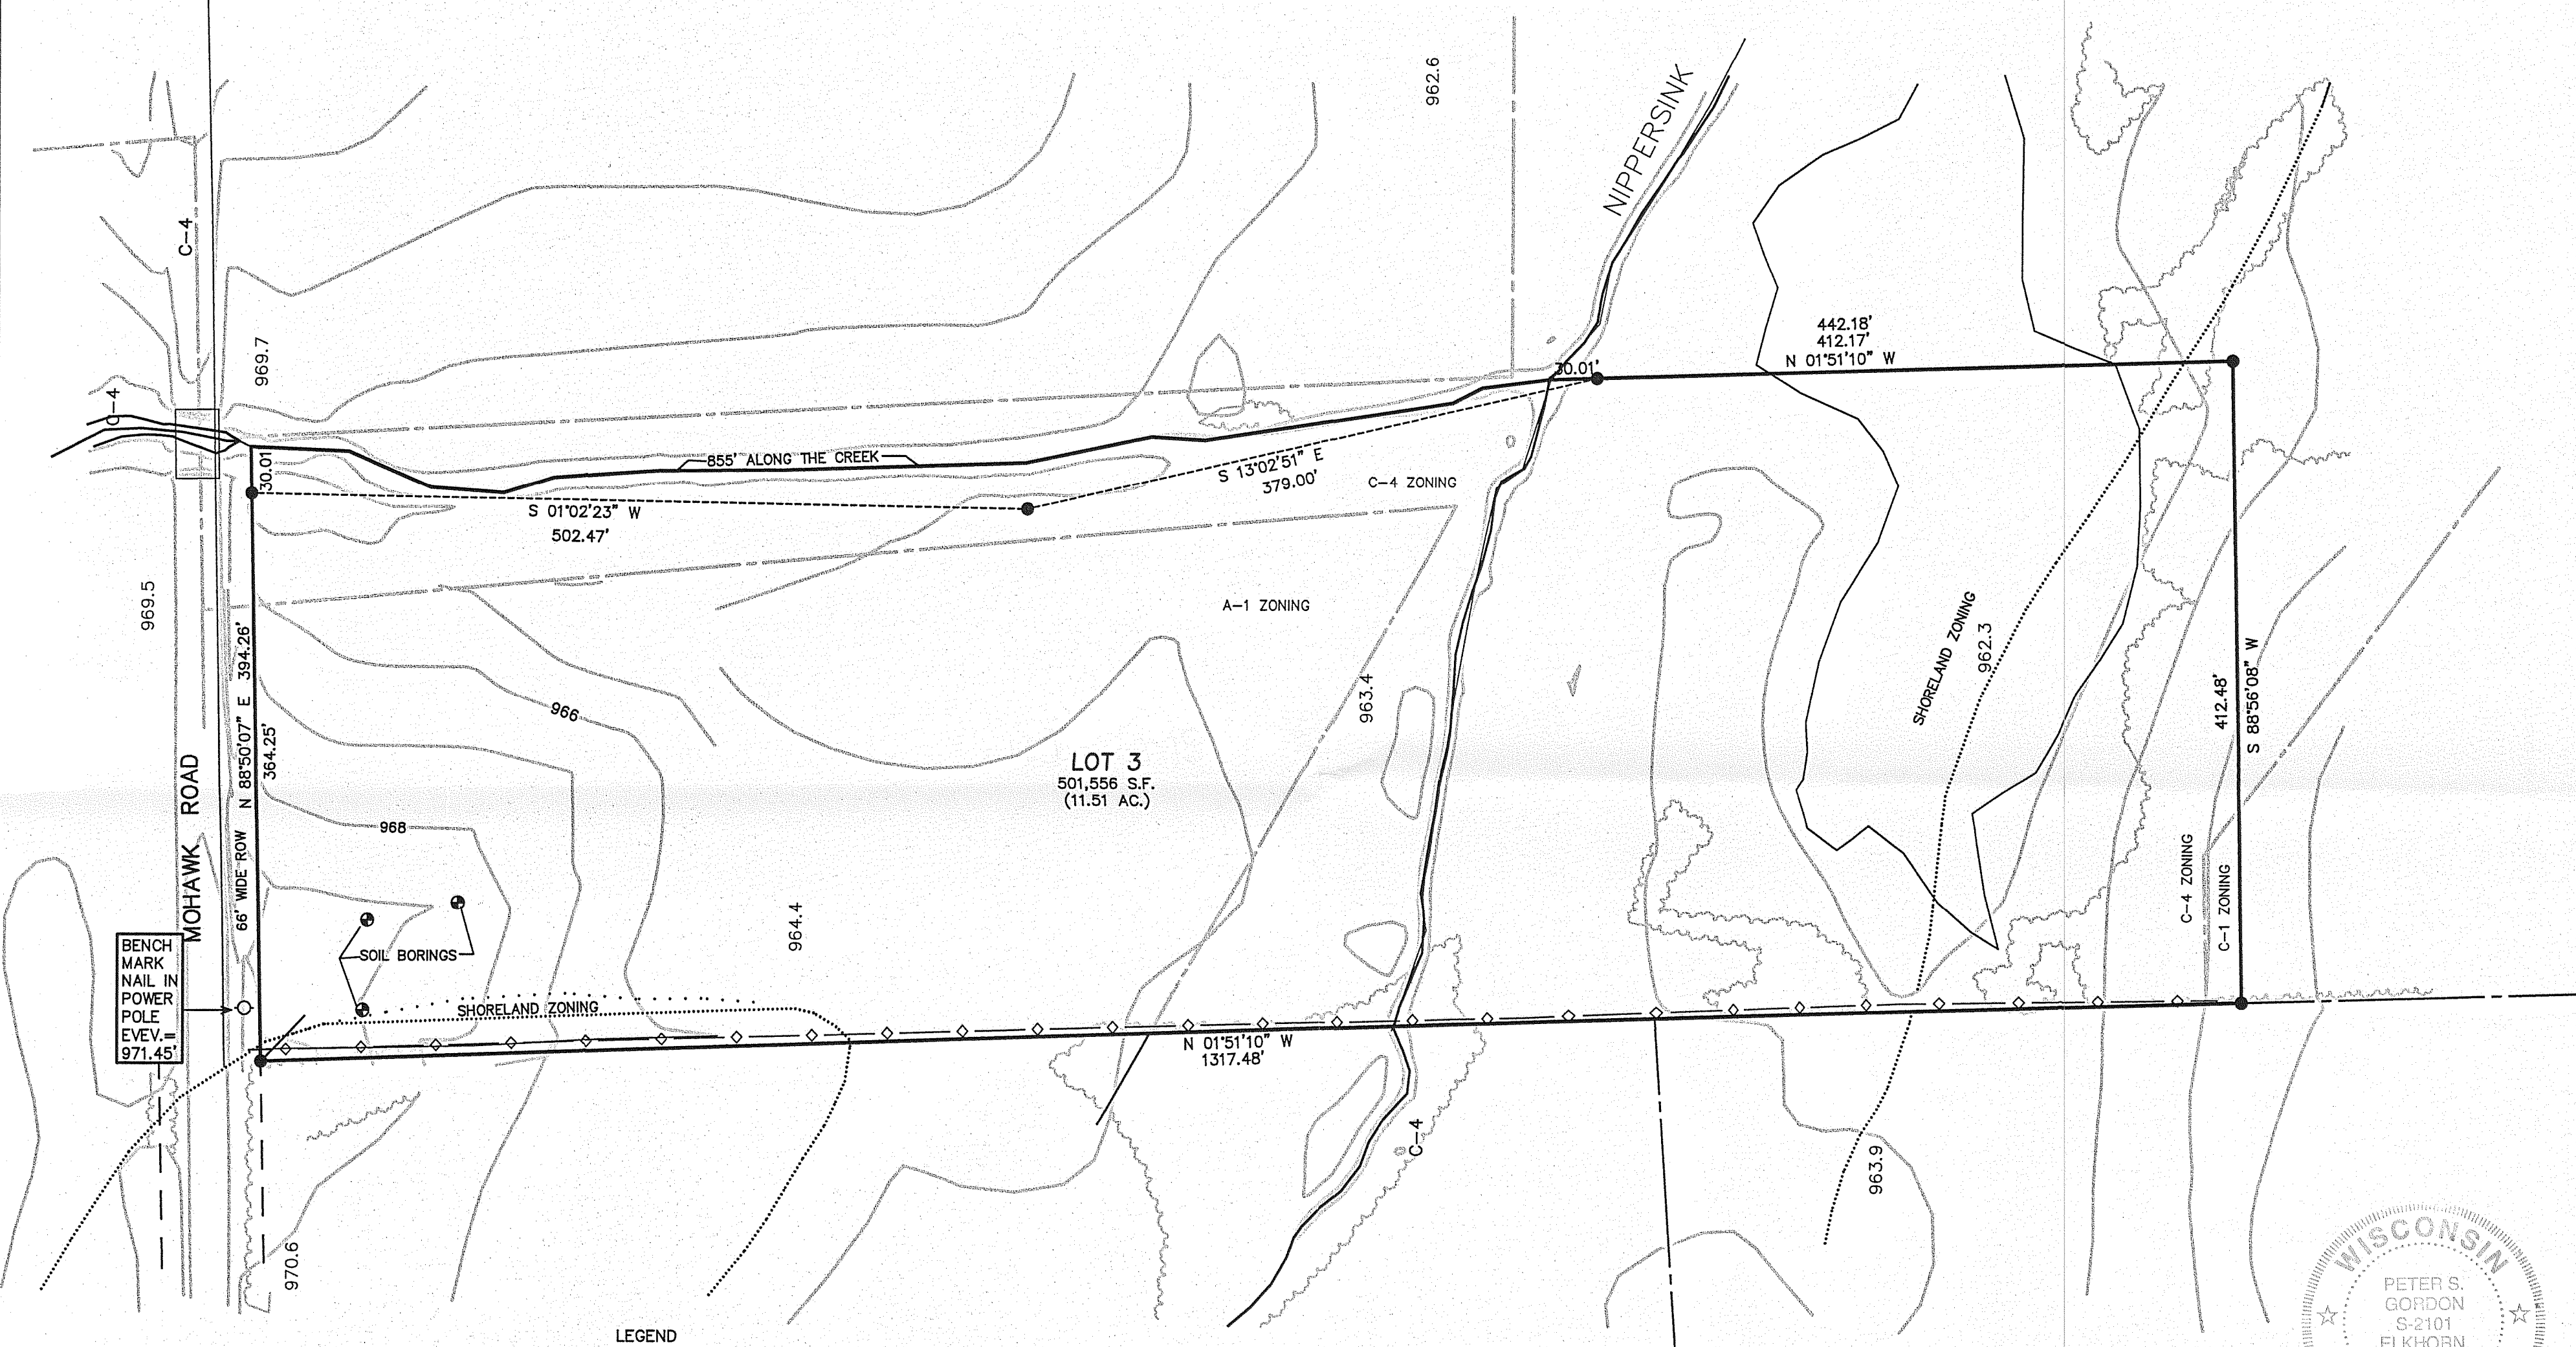 962.6
NIPPERSINK
C-4
969.7
C-4
442.18'
412.17'
N 01°51'10" W
30.01'
30.01
855' ALONG THE CREEK
S 13°02'51" E
379.00'
C-4 ZONING
S 01°02'23" W
502.47'
969.5
A-1 ZONING
SHORELAND ZONING
962.3
N 88°50'07" E 394.26'
364.25'
66' WIDE ROW
MOHAWK ROAD
966
963.4
412.48'
S 88°56'08" W
LOT 3
501,556 S.F.
(11.51 AC.)
968
C-4 ZONING
C-1 ZONING
964.4
BENCH
MARK
NAIL IN
POWER
POLE
EVEV.=
971.45'
SOIL BORINGS
SHORELAND ZONING
N 01°51'10" W
1317.48'
C-4
963.9
970.6
WISCONSIN
PETER S.
GORDON
S-2101
ELKHORN
LEGEND